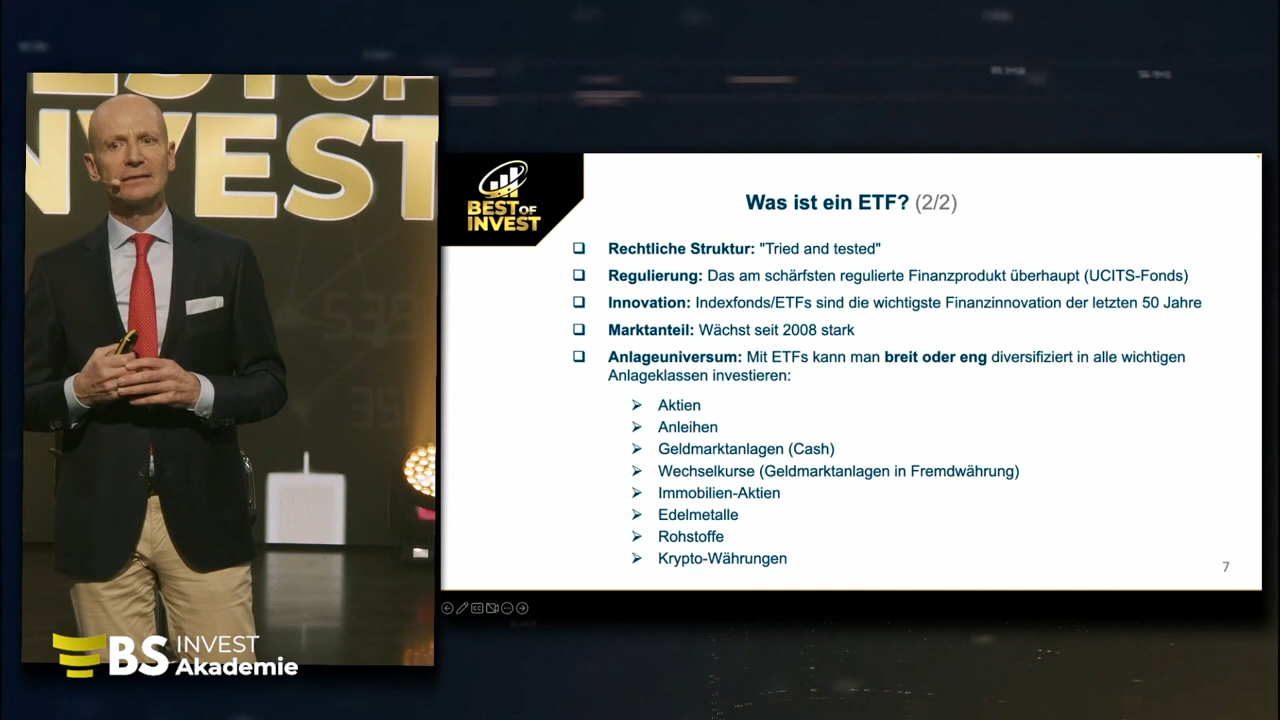 BEST OF
INVEST
BEST OF
INVEST
Was ist ein ETF? (2/2)
❑ Rechtliche Struktur: "Tried and tested"
❑ Regulierung: Das am schärfsten regulierte Finanzprodukt überhaupt (UCITS-Fonds)
❑ Innovation: Indexfonds/ETFs sind die wichtigste Finanzinnovation der letzten 50 Jahre
❑ Marktanteil: Wächst seit 2008 stark
❑ Anlageuniversum: Mit ETFs kann man breit oder eng diversifiziert in alle wichtigen
Anlageklassen investieren:
➢ Aktien
➢ Anleihen
➢ Geldmarktanlagen (Cash)
➢ Wechselkurse (Geldmarktanlagen in Fremdwährung)
➢ Immobilien-Aktien
➢ Edelmetalle
➢ Rohstoffe
➢ Krypto-Währungen
7
BS INVEST
Akademie